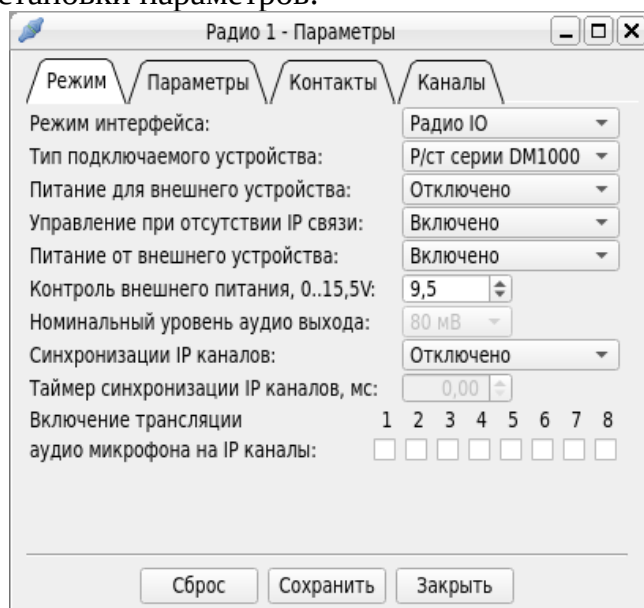 становки параметров.
Радио 1 - Параметры
Режим Параметры Контакты Каналы
Режим интерфейса: Радио IO
Тип подключаемого устройства: Р/ст серии DM1000
Питание для внешнего устройства: Отключено
Управление при отсутствии IP связи: Включено
Питание от внешнего устройства: Включено
Контроль внешнего питания, 0..15,5V: 9,5
Номинальный уровень аудио выхода: 80 мВ
Синхронизации IP каналов: Отключено
Таймер синхронизации IP каналов, мс: 0,00
Включение трансляции 1 2 3 4 5 6 7 8
аудио микрофона на IP каналы:
Сброс Сохранить Закрыть